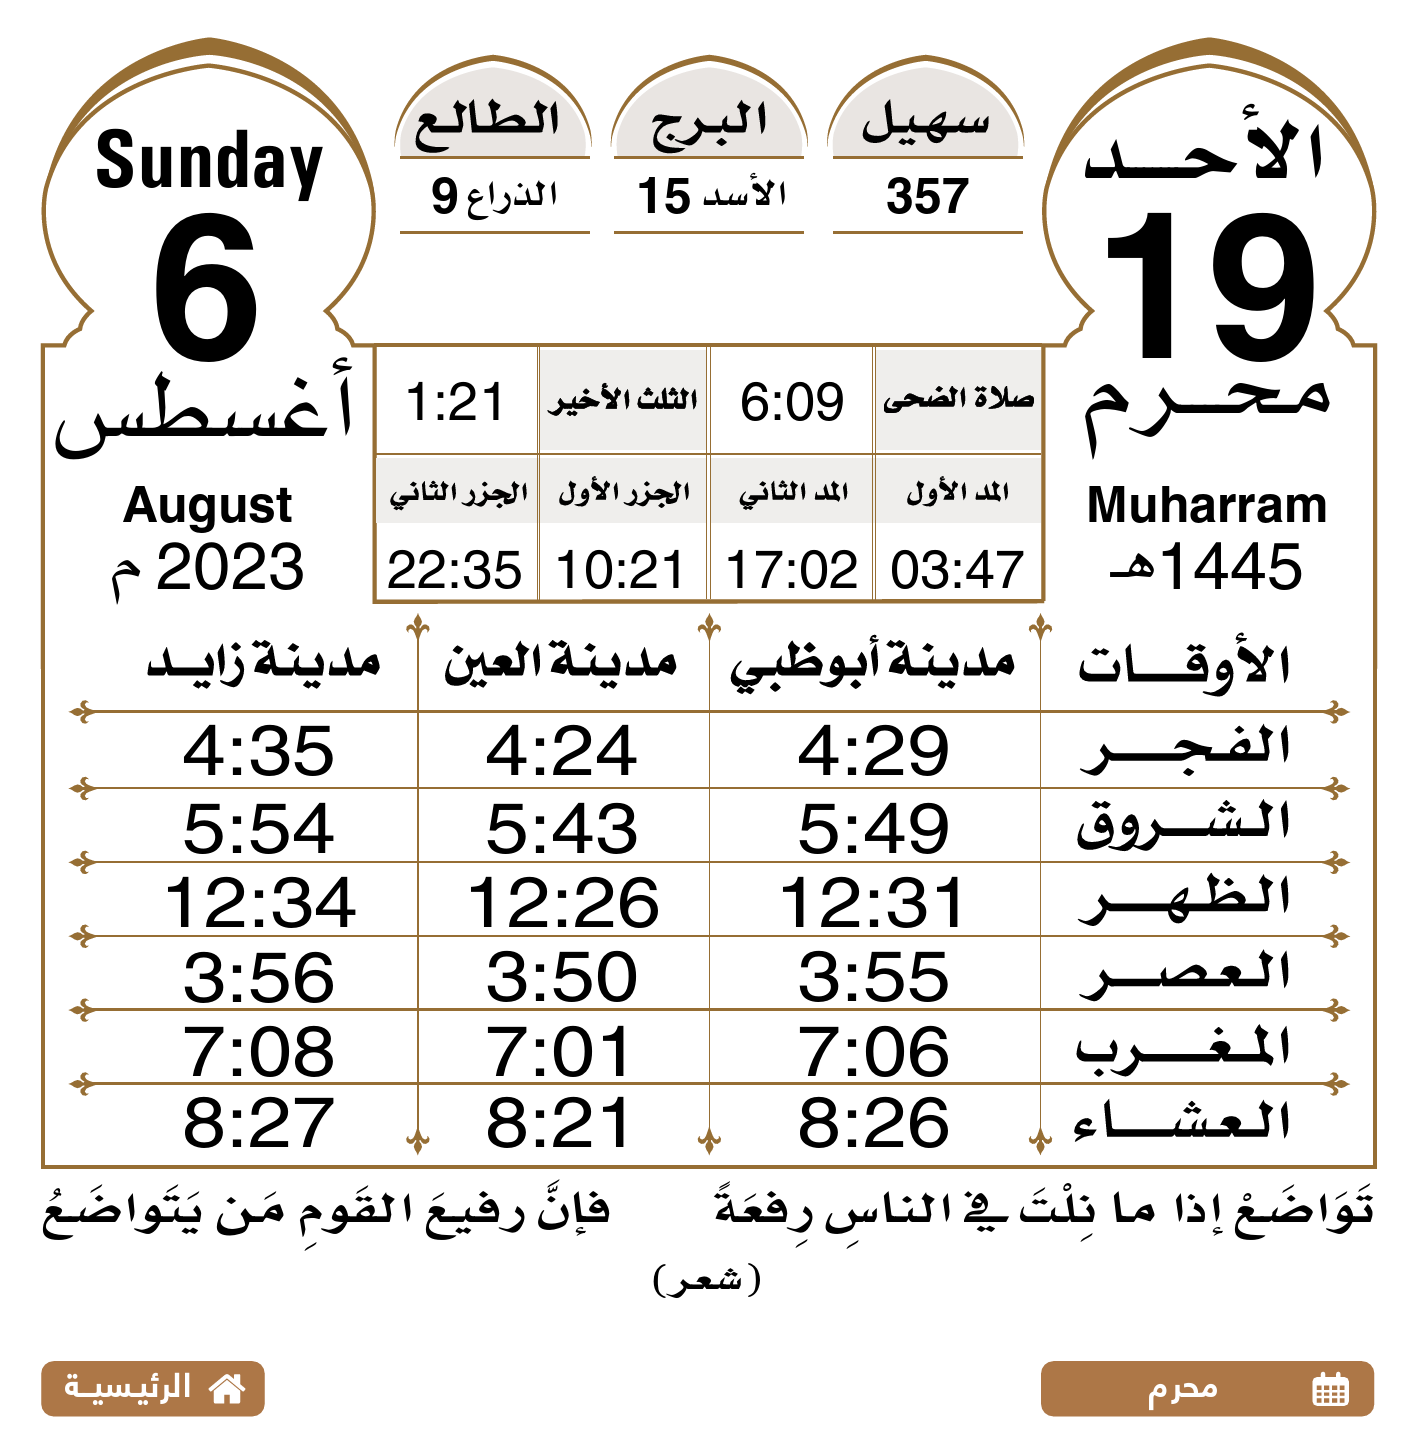 الأحد
19
محرم
Muharram
1445هـ
سهيل
357
البرج
الأسد 15
الطالع
الذراع 9
Sunday
6
أغسطس
August
2023 م
صلاة الضحى 6:09 الثلث الأخير 1:21
المد الأول المد الثاني الجزر الأول الجزر الثاني
03:47 17:02 10:21 22:35
الأوقات مدينة أبوظبي مدينة العين مدينة زايد
الفجر 4:29 4:24 4:35
الشروق 5:49 5:43 5:54
الظهر 12:31 12:26 12:34
العصر 3:55 3:50 3:56
المغرب 7:06 7:01 7:08
العشاء 8:26 8:21 8:27
تَوَاضَعْ إذا ما نِلْتَ في الناسِ رِفعَةً فإنَّ رفيعَ القَومِ مَن يَتَواضَعُ
(شعر)
محرم
الرئيسية